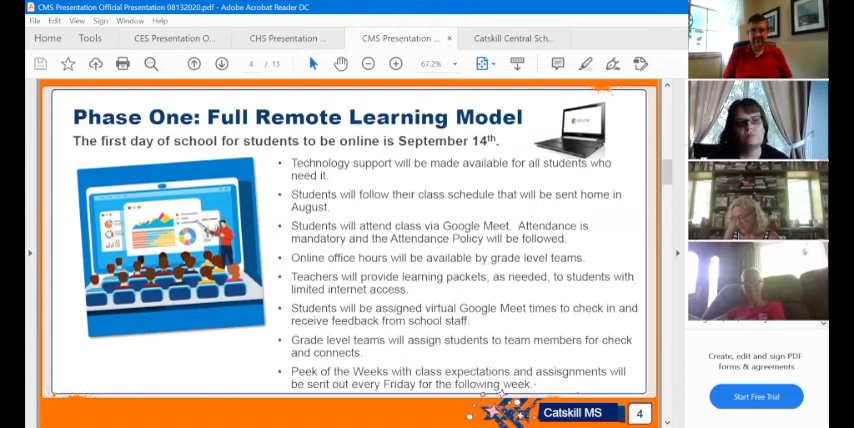 CMS Presentation Official Presentation 08132020.pdf - Adobe Acrobat Reader DC
File Edit View Sign Window Help
Home Tools CES Presentation O... CHS Presentation ... CMS Presentation ... × Catskill Central Sch...
4 / 13 67.2%
Phase One: Full Remote Learning Model
The first day of school for students to be online is September 14th.
• Technology support will be made available for all students who
need it.
• Students will follow their class schedule that will be sent home in
August.
• Students will attend class via Google Meet. Attendance is
mandatory and the Attendance Policy will be followed.
• Online office hours will be available by grade level teams.
• Teachers will provide learning packets, as needed, to students with
limited internet access.
• Students will be assigned virtual Google Meet times to check in and
receive feedback from school staff.
• Grade level teams will assign students to team members for check
and connects.
• Peek of the Weeks with class expectations and assisgnments will
be sent out every Friday for the following week.
Catskill MS 4
Create, edit and sign PDF
forms & agreements
Start Free Trial